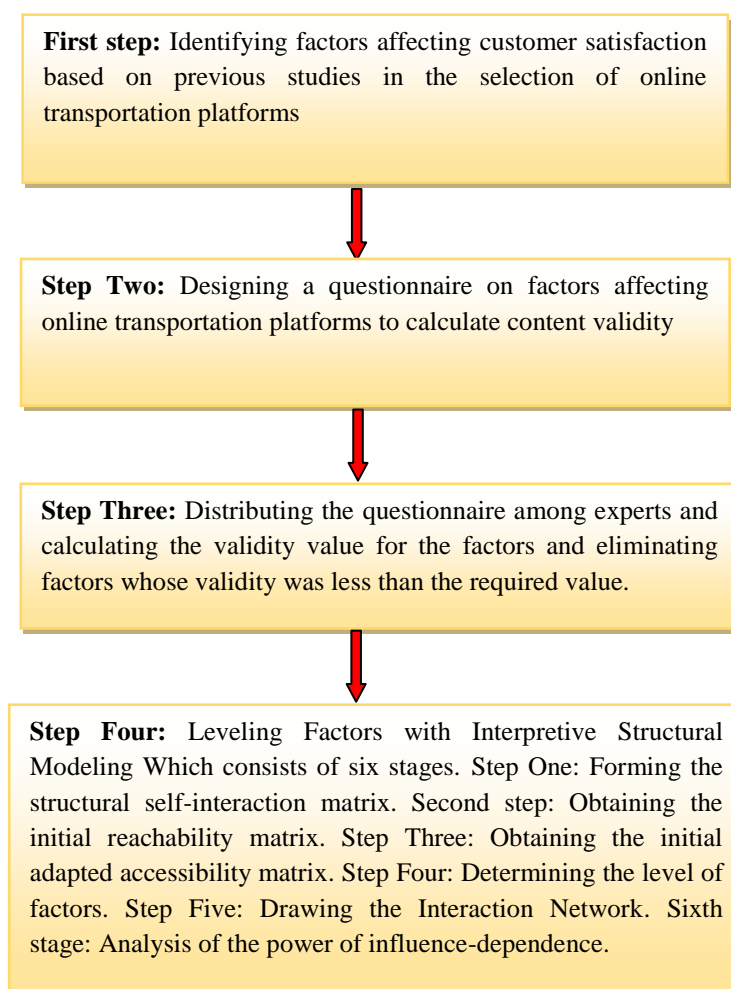 First step: Identifying factors affecting customer satisfaction
based on previous studies in the selection of online
transportation platforms
Step Two: Designing a questionnaire on factors affecting
online transportation platforms to calculate content validity
Step Three: Distributing the questionnaire among experts and
calculating the validity value for the factors and eliminating
factors whose validity was less than the required value.
Step Four: Leveling Factors with Interpretive Structural
Modeling Which consists of six stages. Step One: Forming the
structural self-interaction matrix. Second step: Obtaining the
initial reachability matrix. Step Three: Obtaining the initial
adapted accessibility matrix. Step Four: Determining the level of
factors. Step Five: Drawing the Interaction Network. Sixth
stage: Analysis of the power of influence-dependence.